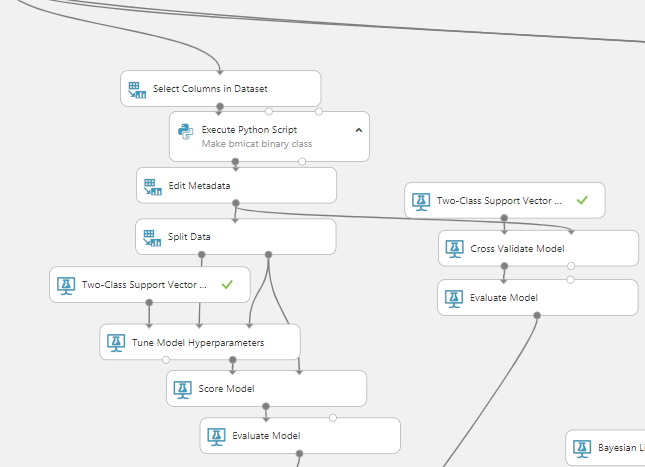 Select Columns in Dataset
Execute Python Script
Make bmicat binary class
Edit Metadata
Two-Class Support Vector ...
Split Data
Cross Validate Model
Two-Class Support Vector ...
Evaluate Model
Tune Model Hyperparameters
Score Model
Evaluate Model
Bayesian Li